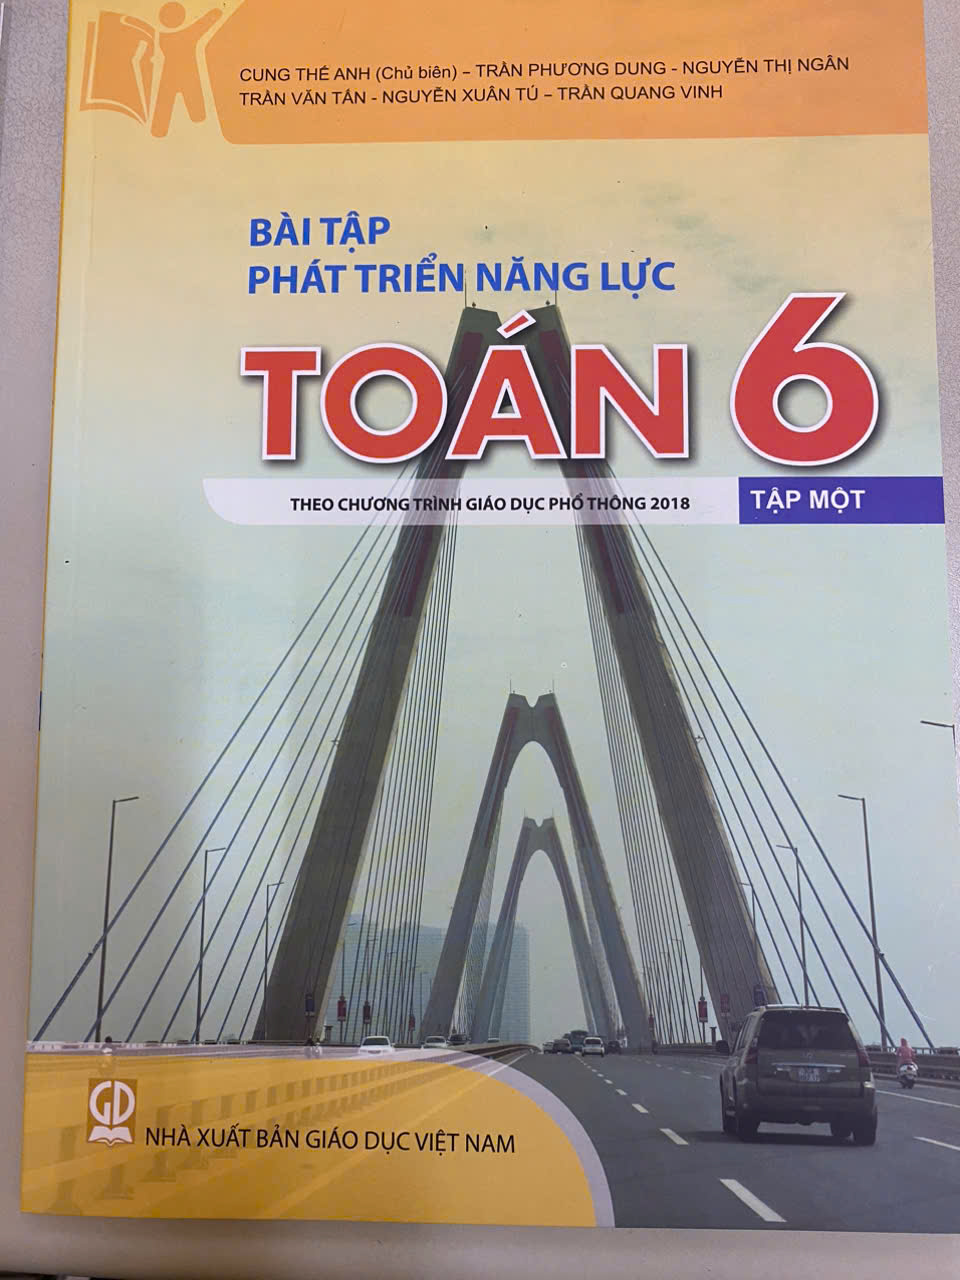 CUNG THẾ ANH (Chủ biên) – TRẦN PHƯƠNG DUNG - NGUYỄN THỊ NGÂN
TRẦN VĂN TẤN - NGUYỄN XUÂN TÚ – TRẦN QUANG VINH
BÀI TẬP
PHÁT TRIỂN NĂNG LỰC
TOÁN 6
THEO CHƯƠNG TRÌNH GIÁO DỤC PHỔ THÔNG 2018
TẬP MỘT
GD
NHÀ XUẤT BẢN GIÁO DỤC VIỆT NAM